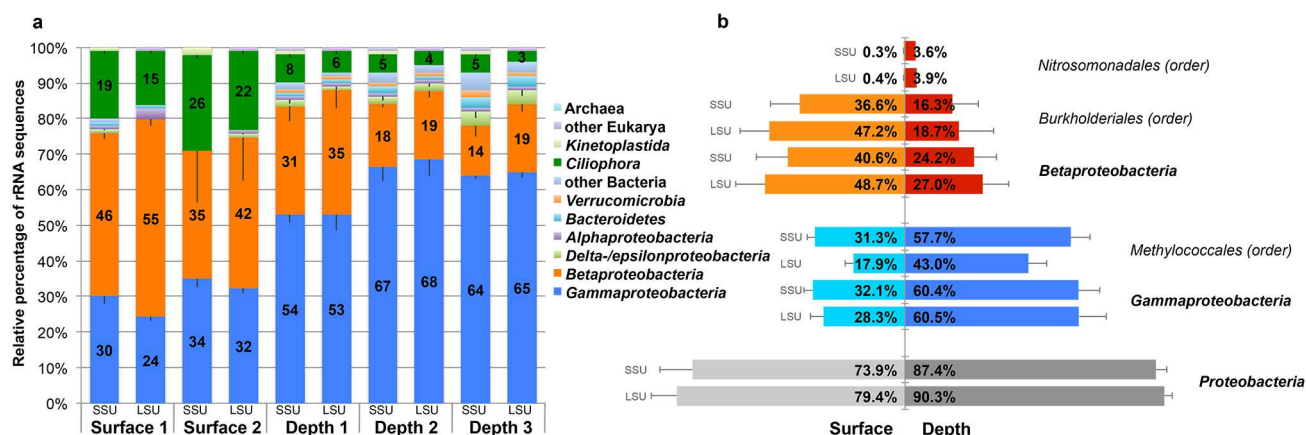 a
Relative percentage of rRNA sequences
100%
90%
80%
70%
60%
50%
40%
30%
20%
10%
0%
19 15 26 22 8 6 5 4 5 3
46 55 35 42 31 35 18 19 14 19
30 24 34 32 54 53 67 68 64 65
SSU LSU SSU LSU SSU LSU SSU LSU SSU LSU
Surface 1 Surface 2 Depth 1 Depth 2 Depth 3
Archaea
other Eukarya
Kinetoplastida
Ciliophora
other Bacteria
Verrucomicrobia
Bacteroidetes
Alphaproteobacteria
Delta-/epsilonproteobacteria
Betaproteobacteria
Gammaproteobacteria
b
SSU 0.3% 3.6%
Nitrosomonadales (order)
LSU 0.4% 3.9%
SSU 36.6% 16.3%
Burkholderiales (order)
LSU 47.2% 18.7%
SSU 40.6% 24.2%
Betaproteobacteria
LSU 48.7% 27.0%
SSU 31.3% 57.7%
Methylococcales (order)
LSU 17.9% 43.0%
SSU 32.1% 60.4%
Gammaproteobacteria
LSU 28.3% 60.5%
SSU 73.9% 87.4%
Proteobacteria
LSU 79.4% 90.3%
Surface Depth